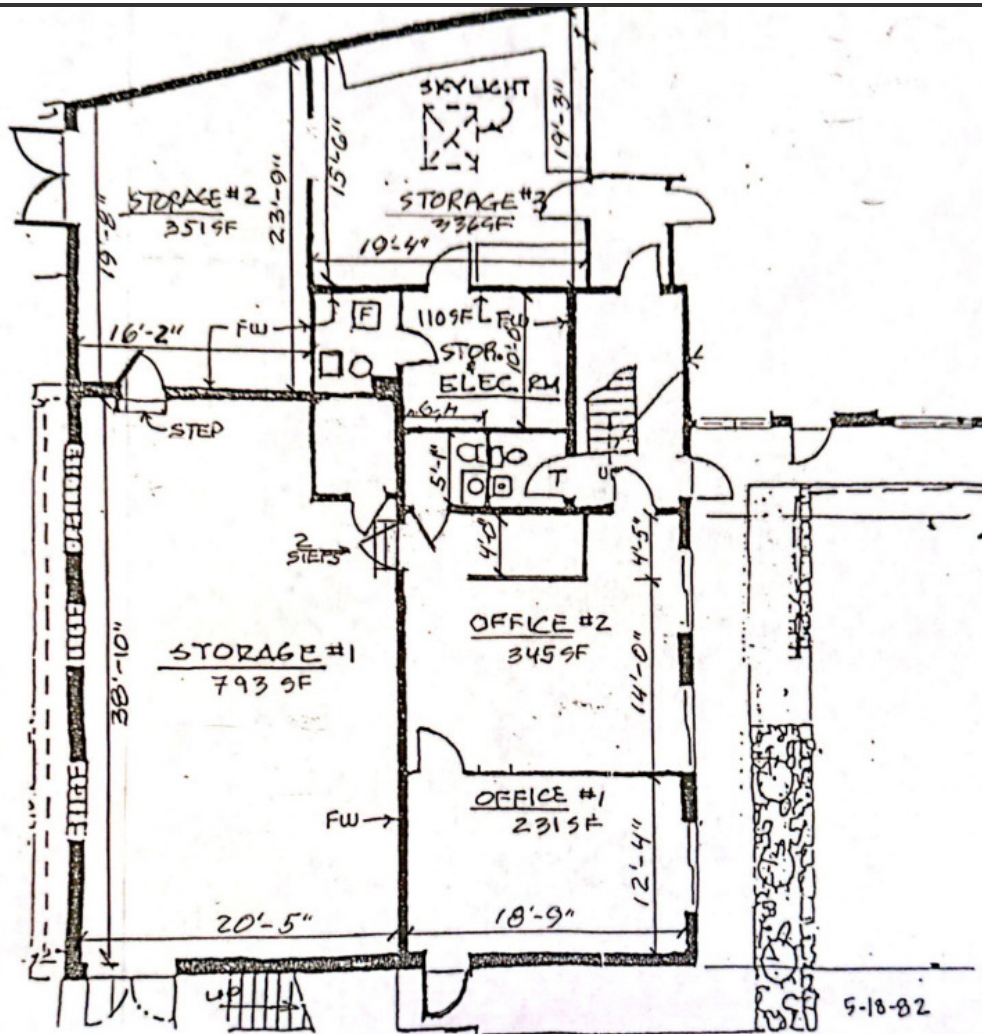 SKYLIGHT
STORAGE #2
351 SF
STORAGE #3
336 SF
19'-8"
23'-9"
15'-6"
19'-3"
19'-4"
16'-2"
FW
F
110 SF
FW
STOR.
ELEC. RM
10'-0"
STEP
5'-1"
2
STEPS
4'-8"
4'-5"
OFFICE #2
345 SF
STORAGE #1
793 SF
38'-10"
14'-0"
OFFICE #1
231 SF
FW
12'-4"
20'-5"
18'-9"
UP
5-18-82